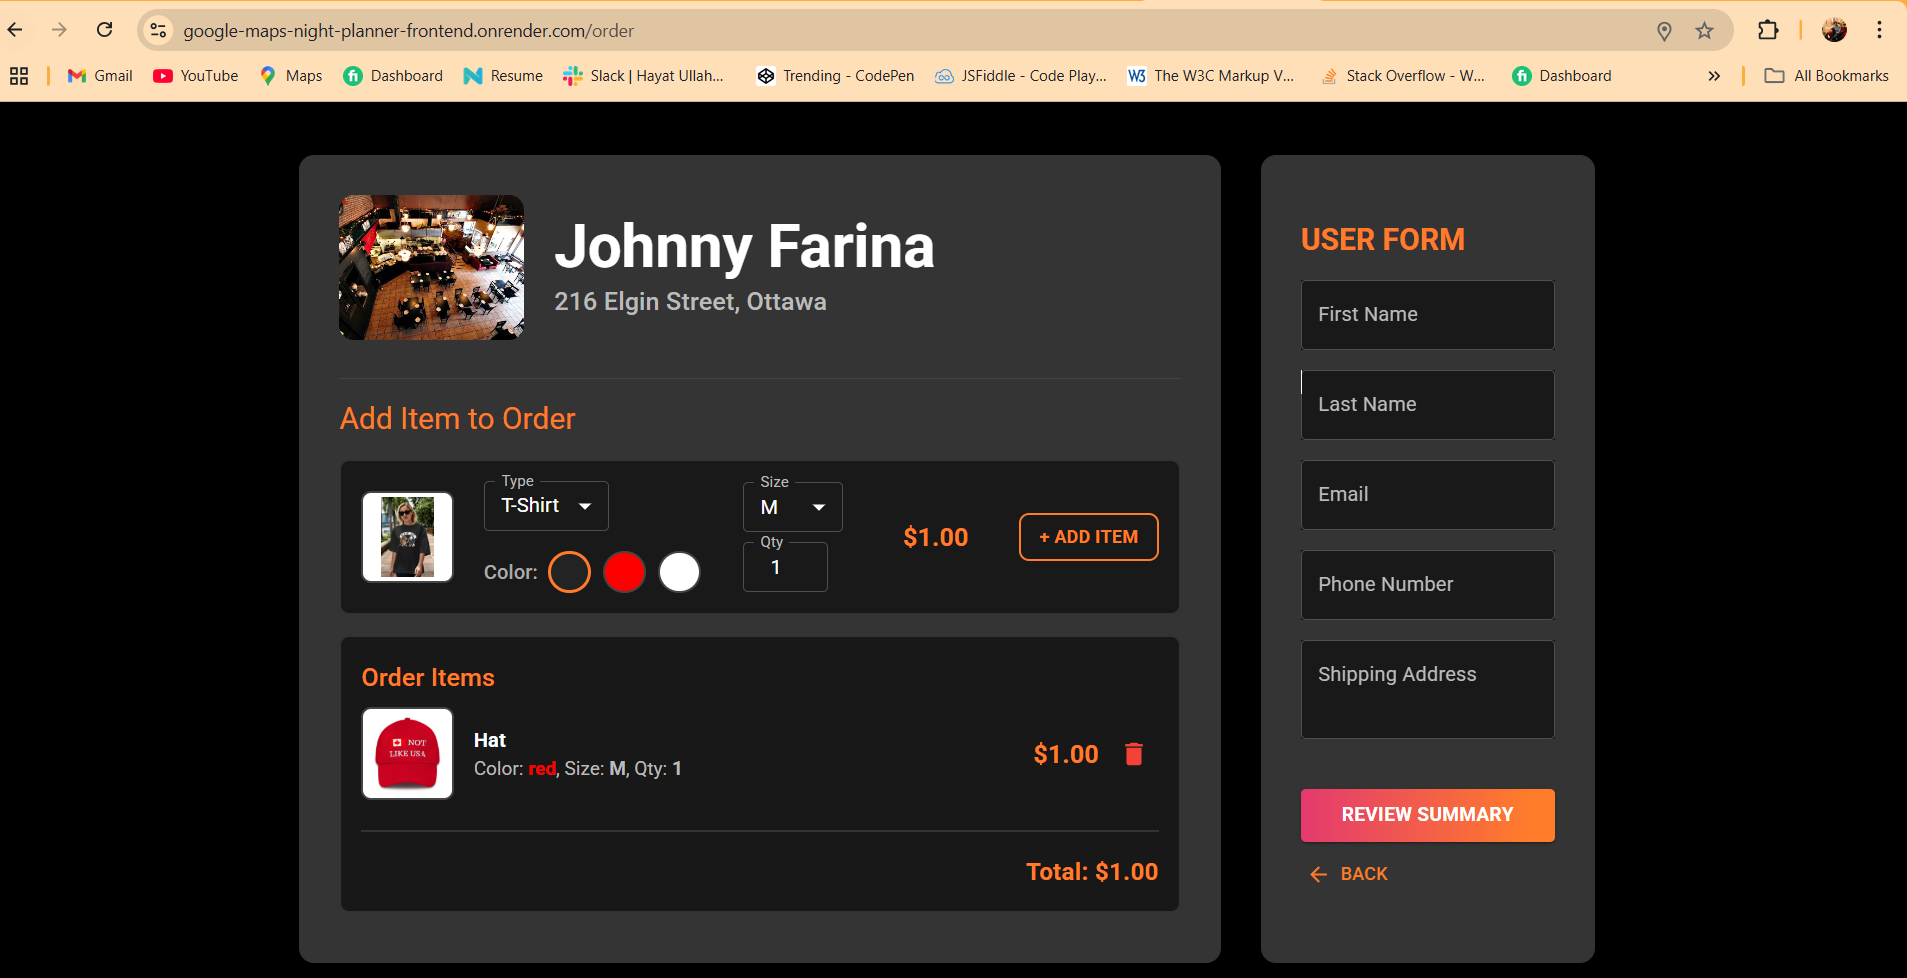 google-maps-night-planner-frontend.onrender.com/order
Gmail
YouTube
Maps
Dashboard
Resume
Slack | Hayat Ullah...
Trending - CodePen
JSFiddle - Code Play...
W3
The W3C Markup V...
Stack Overflow - W...
Dashboard
All Bookmarks
Johnny Farina
216 Elgin Street, Ottawa
Add Item to Order
Type
T-Shirt
Color:
Size
M
Qty
1
$1.00
+ ADD ITEM
Order Items
NOT
LIKE USA
Hat
Color: red, Size: M, Qty: 1
$1.00
Total: $1.00
USER FORM
First Name
Last Name
Email
Phone Number
Shipping Address
REVIEW SUMMARY
BACK